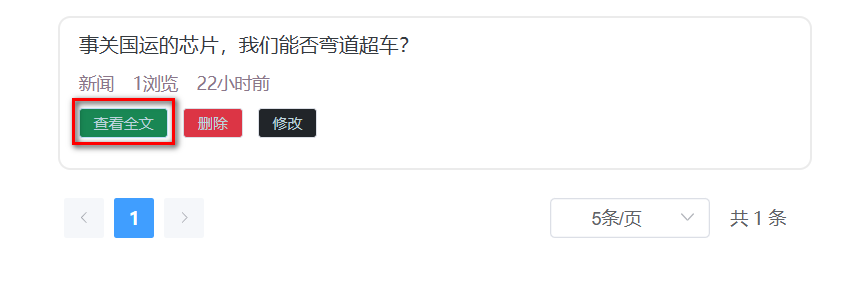 事关国运的芯片，我们能否弯道超车？
新闻 1浏览 22小时前
查看全文 删除 修改
1 5条/页 共 1 条